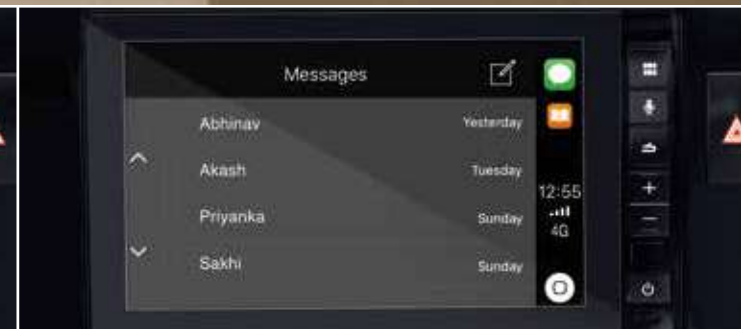 Messages
Abhinav Yesterday
Akash Tuesday
Priyanka Sunday
Sakhi Sunday
12:55
4G